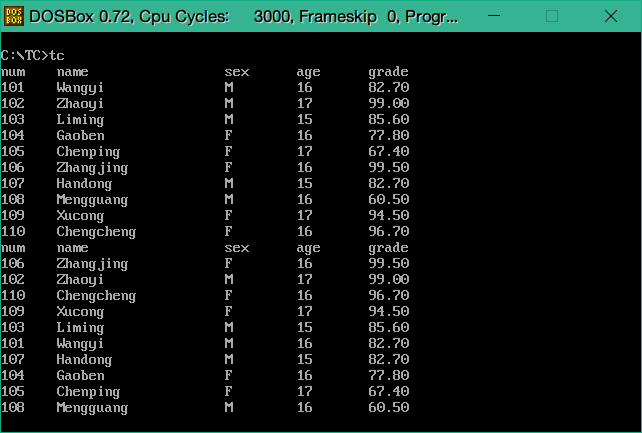 DOS BOX DOSBox 0.72, Cpu Cycles: 3000, Frameskip 0, Progr...
C:\TC>tc
num name sex age grade
101 Wangyi M 16 82.70
102 Zhaoyi M 17 99.00
103 Liming M 15 85.60
104 Gaoben F 16 77.80
105 Chenping F 17 67.40
106 Zhangjing F 16 99.50
107 Handong M 15 82.70
108 Mengguang M 16 60.50
109 Xucong F 17 94.50
110 Chengcheng F 16 96.70
num name sex age grade
106 Zhangjing F 16 99.50
102 Zhaoyi M 17 99.00
110 Chengcheng F 16 96.70
109 Xucong F 17 94.50
103 Liming M 15 85.60
101 Wangyi M 16 82.70
107 Handong M 15 82.70
104 Gaoben F 16 77.80
105 Chenping F 17 67.40
108 Mengguang M 16 60.50